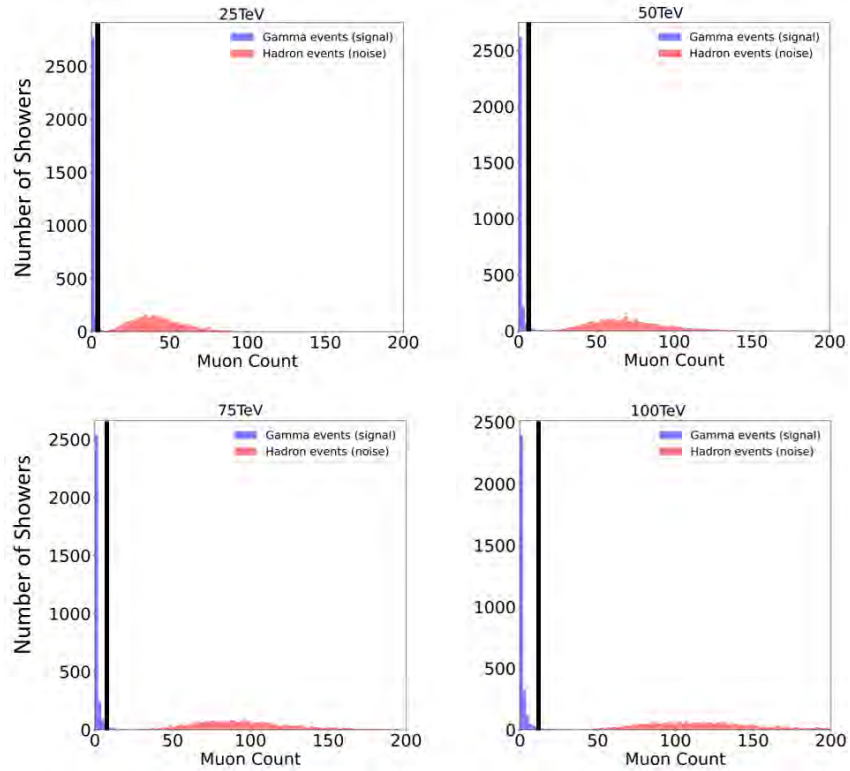 25TeV
Gamma events (signal)
Hadron events (noise)
2500
2000
1500
1000
500
0
0 50 100 150 200
Number of Showers
Muon Count
50TeV
Gamma events (signal)
Hadron events (noise)
2500
2000
1500
1000
500
0
0 50 100 150 200
Muon Count
75TeV
Gamma events (signal)
Hadron events (noise)
2500
2000
1500
1000
500
0
0 50 100 150 200
Number of Showers
Muon Count
100TeV
Gamma events (signal)
Hadron events (noise)
2500
2000
1500
1000
500
0
0 50 100 150 200
Muon Count